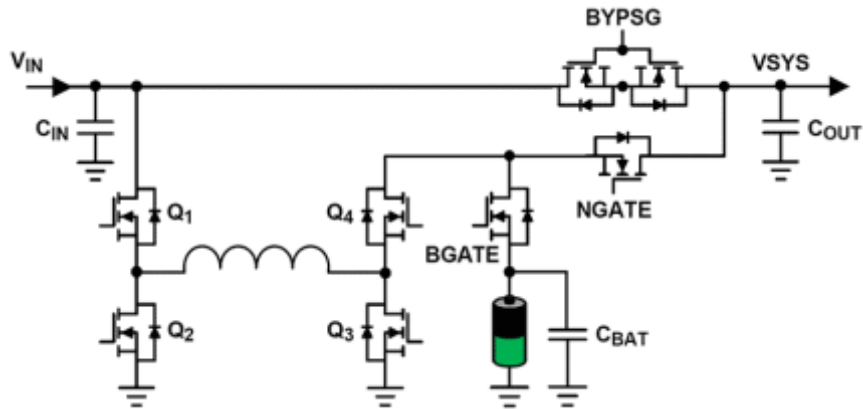 BYPSG
VIN
VSYS
CIN
COUT
NGATE
Q1
Q4
BGATE
Q2
Q3
CBAT